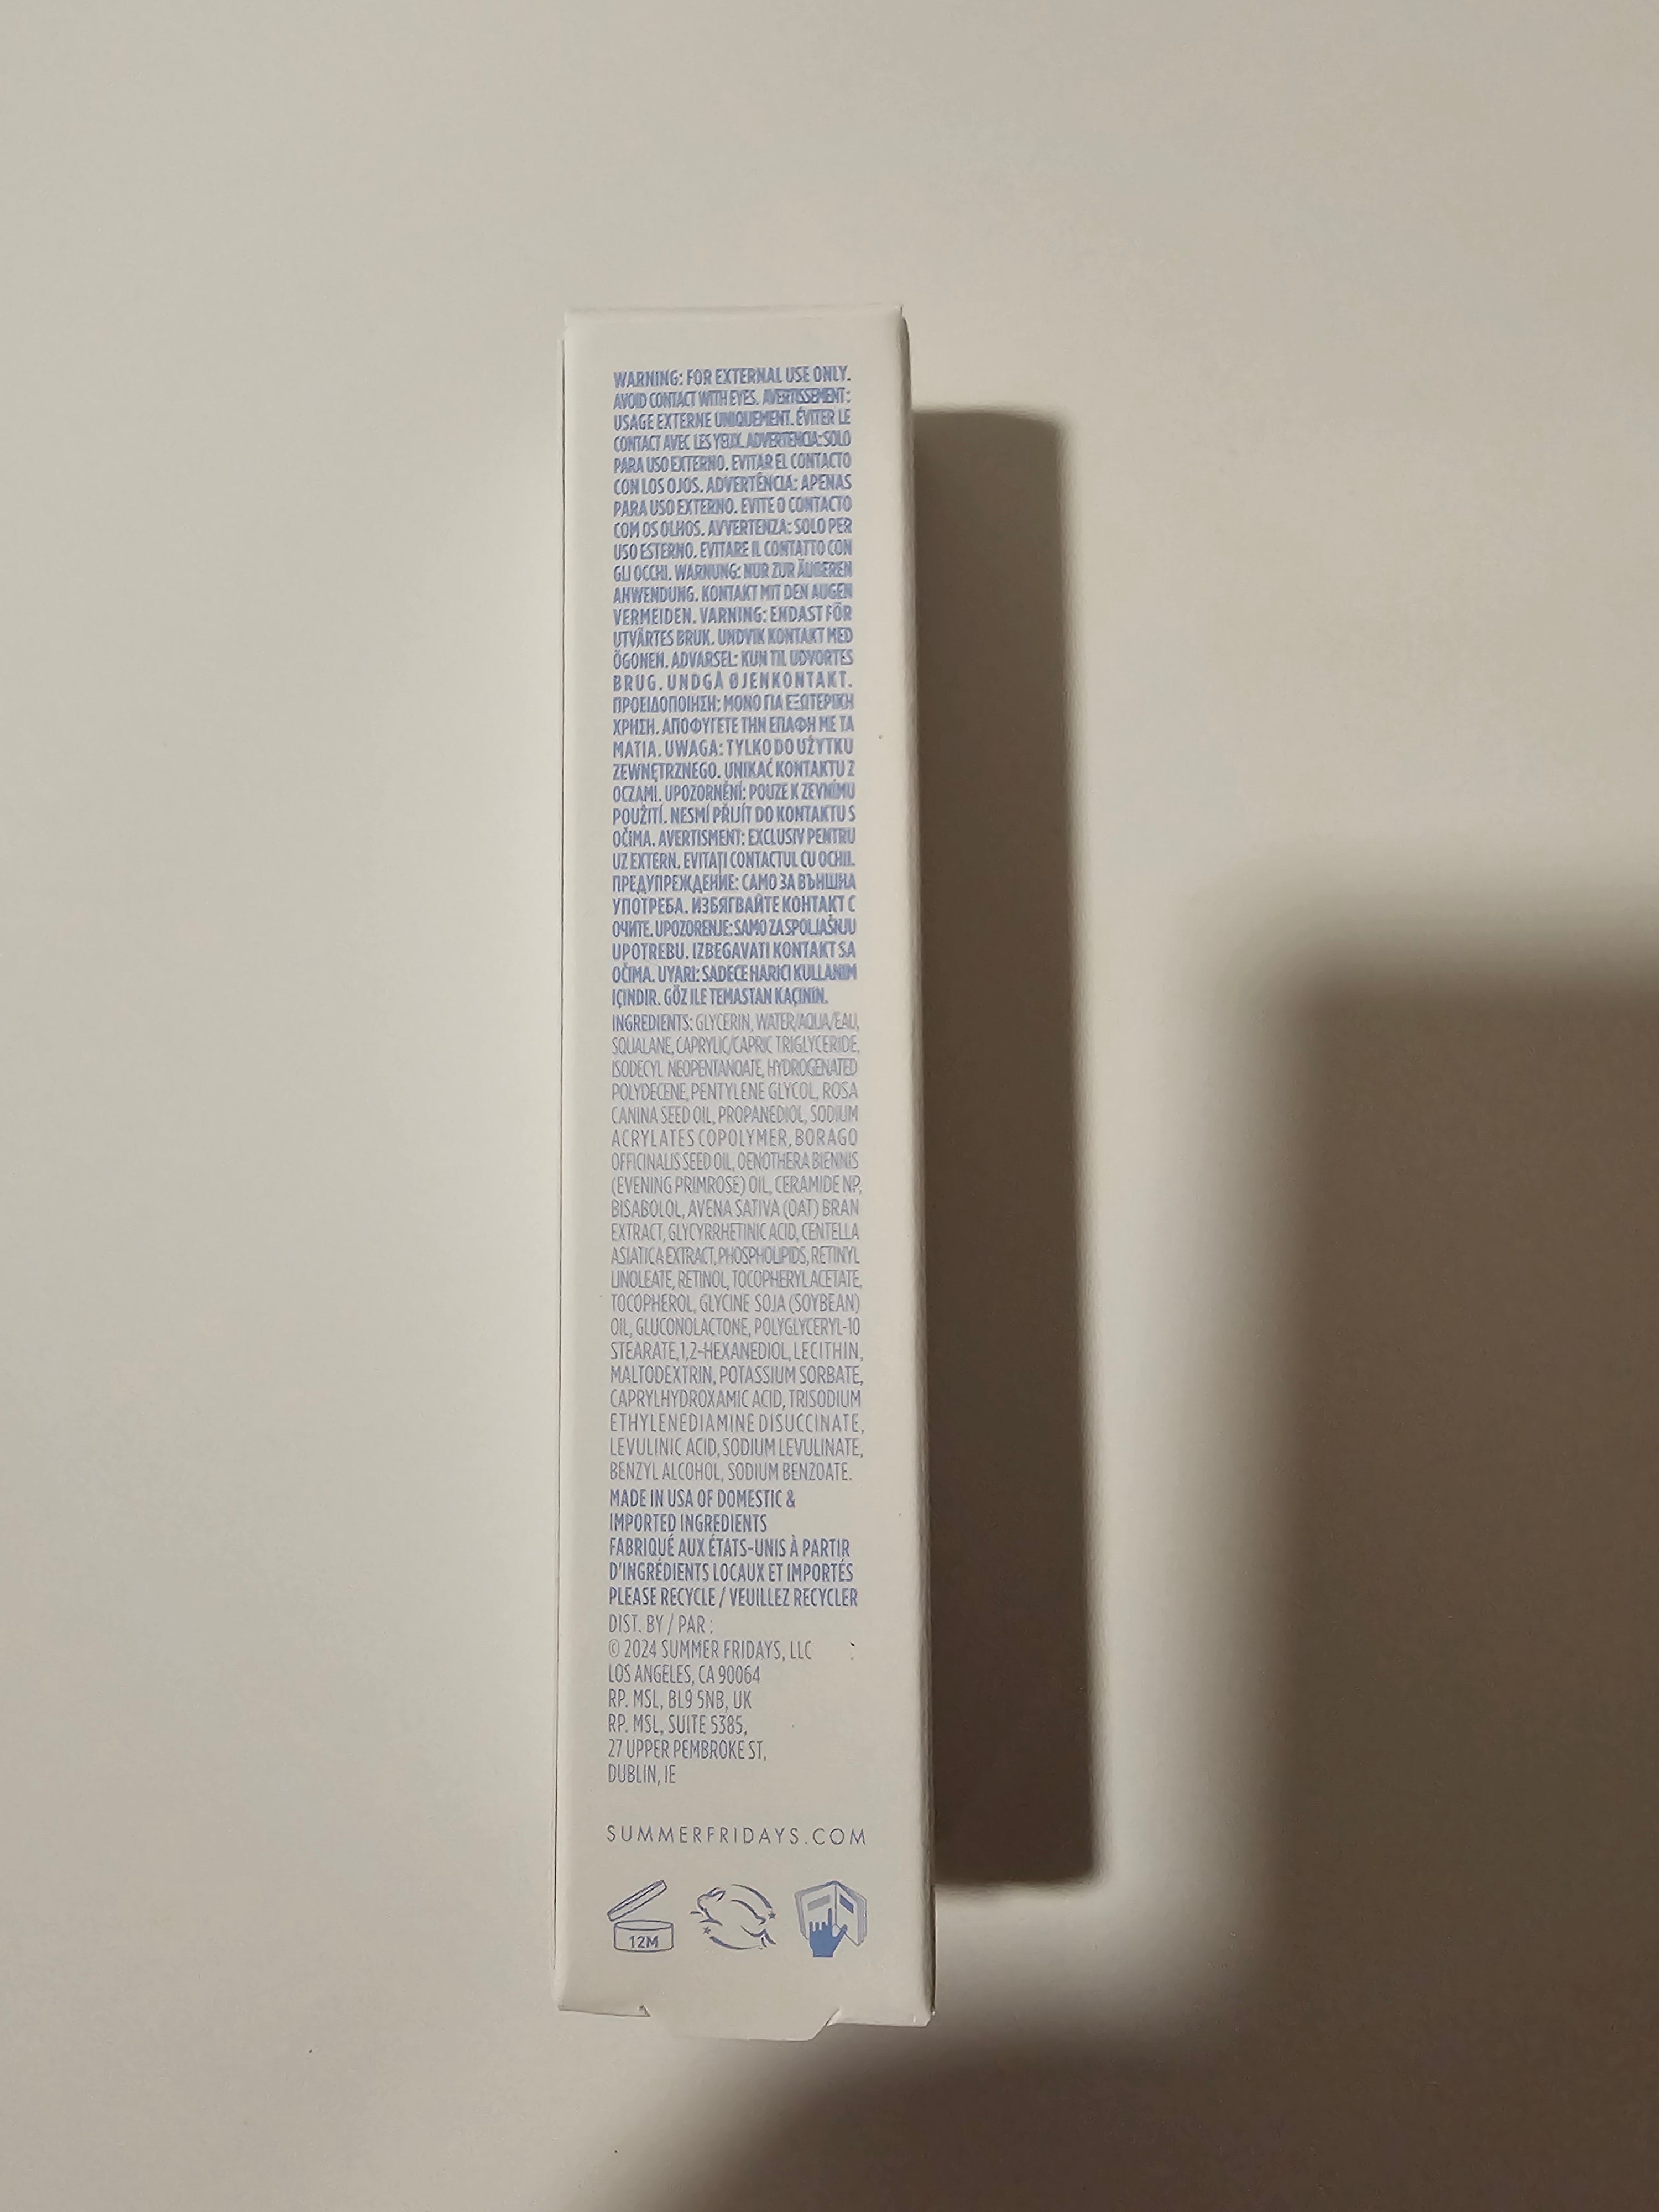 WARNING: FOR EXTERNAL USE ONLY.
AVOID CONTACT WITH EYES. AVERTISSEMENT:
USAGE EXTERNE UNIQUEMENT. ÉVITER LE
CONTACT AVEC LES YEUX. ADVERTENCIA: SOLO
PARA USO EXTERNO. EVITAR EL CONTACTO
CON LOS OJOS. ADVERTÊNCIA: APENAS
PARA USO EXTERNO. EVITE O CONTACTO
COM OS OLHOS. AVVERTENZA: SOLO PER
USO ESTERNO. EVITARE IL CONTATTO CON
GLI OCCHI. WARNUNG: NUR ZUR ÄUßEREN
ANWENDUNG. KONTAKT MIT DEN AUGEN
VERMEIDEN. VARNING: ENDAST FÖR
UTVÄRTES BRUK. UNDVIK KONTAKT MED
ÖGONEN. ADVARSEL: KUN TIL UDVORTES
BRUG. UNDGÅ ØJENKONTAKT.
ΠΡΟΕΙΔΟΠΟΙΗΣΗ: ΜΟΝΟ ΓΙΑ ΕΞΩΤΕΡΙΚΗ
ΧΡΗΣΗ. ΑΠΟΦΥΓΕΤΕ ΤΗΝ ΕΠΑΦΗ ΜΕ ΤΑ
ΜΑΤΙΑ. UWAGA: TYLKO DO UŻYTKU
ZEWNĘTRZNEGO. UNIKAĆ KONTAKTU Z
OCZAMI. UPOZORNĚNÍ: POUZE K ZEVNÍMU
POUŽITÍ. NESMÍ PŘIJÍT DO KONTAKTU S
OČIMA. AVERTISMENT: EXCLUSIV PENTRU
UZ EXTERN. EVITAȚI CONTACTUL CU OCHII.
ПРЕДУПРЕЖДЕНИЕ: САМО ЗА ВЪНШНА
УПОТРЕБА. ИЗБЯГВАЙТЕ КОНТАКТ С
ОЧИТЕ. UPOZORENJE: SAMO ZA SPOLJAŠNJU
UPOTREBU. IZBEGAVATI KONTAKT SA
OČIMA. UYARI: SADECE HARICI KULLANIM
IÇINDIR. GÖZ ILE TEMASTAN KAÇININ.
INGREDIENTS: GLYCERIN, WATER/AQUA/EAU,
SQUALANE, CAPRYLIC/CAPRIC TRIGLYCERIDE,
ISODECYL NEOPENTANOATE, HYDROGENATED
POLYDECENE, PENTYLENE GLYCOL, ROSA
CANINA SEED OIL, PROPANEDIOL, SODIUM
ACRYLATES COPOLYMER, BORAGO
OFFICINALIS SEED OIL, OENOTHERA BIENNIS
(EVENING PRIMROSE) OIL, CERAMIDE NP,
BISABOLOL, AVENA SATIVA (OAT) BRAN
EXTRACT, GLYCYRRHETINIC ACID, CENTELLA
ASIATICA EXTRACT, PHOSPHOLIPIDS, RETINYL
LINOLEATE, RETINOL, TOCOPHERYL ACETATE,
TOCOPHEROL, GLYCINE SOJA (SOYBEAN)
OIL, GLUCONOLACTONE, POLYGLYCERYL-10
STEARATE, 1,2-HEXANEDIOL, LECITHIN,
MALTODEXTRIN, POTASSIUM SORBATE,
CAPRYLHYDROXAMIC ACID, TRISODIUM
ETHYLENEDIAMINE DISUCCINATE,
LEVULINIC ACID, SODIUM LEVULINATE,
BENZYL ALCOHOL, SODIUM BENZOATE.
MADE IN USA OF DOMESTIC &
IMPORTED INGREDIENTS
FABRIQUÉ AUX ÉTATS-UNIS À PARTIR
D'INGRÉDIENTS LOCAUX ET IMPORTÉS
PLEASE RECYCLE / VEUILLEZ RECYCLER
DIST. BY / PAR :
© 2024 SUMMER FRIDAYS, LLC
LOS ANGELES, CA 90064
RP. MSL, BL9 5NB, UK
RP. MSL, SUITE 5385,
27 UPPER PEMBROKE ST,
DUBLIN, IE
SUMMERFRIDAYS.COM
12M